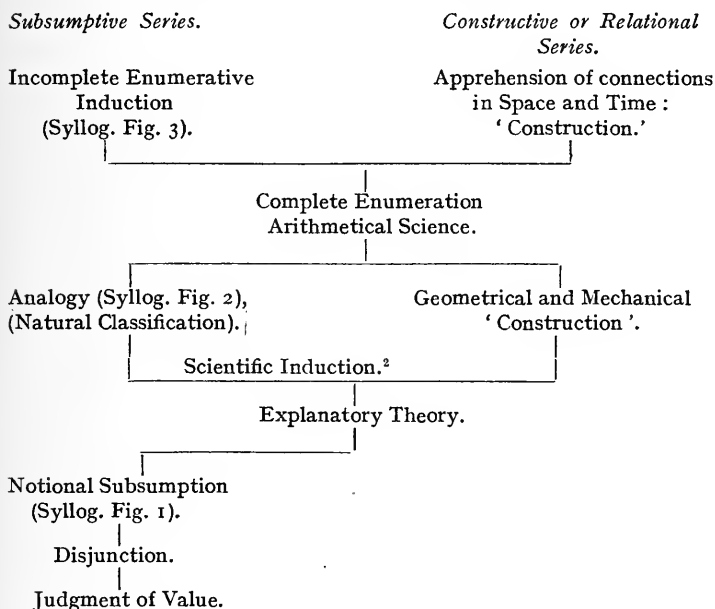 Subsumptive Series.
Constructive or Relational
Series.
Incomplete Enumerative
Induction
(Syllog. Fig. 3).
Apprehension of connections
in Space and Time :
‘ Construction.’
Complete Enumeration
Arithmetical Science.
Analogy (Syllog. Fig. 2),
(Natural Classification).
Geometrical and Mechanical
‘ Construction ’.
Scientific Induction.²
Explanatory Theory.
Notional Subsumption
(Syllog. Fig. 1).
Disjunction.
Judgment of Value.